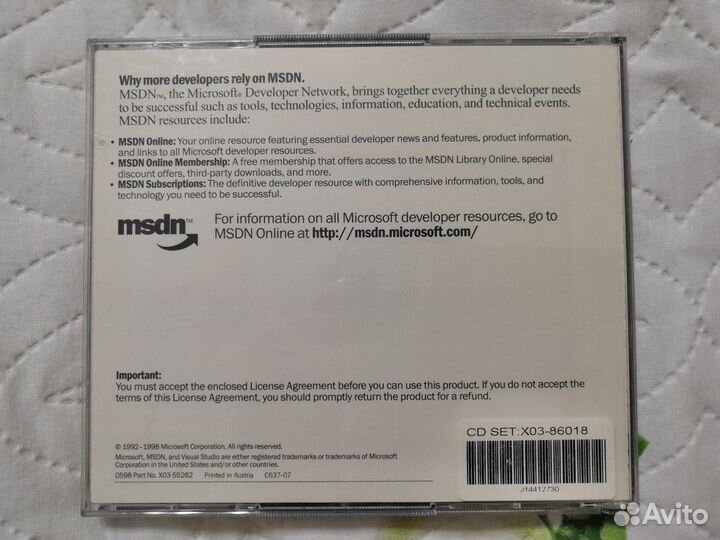 Why more developers rely on MSDN.
MSDN™, the Microsoft® Developer Network, brings together everything a developer needs
to be successful such as tools, technologies, information, education, and technical events.
MSDN resources include:
• MSDN Online: Your online resource featuring essential developer news and features, product information,
and links to all Microsoft developer resources.
• MSDN Online Membership: A free membership that offers access to the MSDN Library Online, special
discount offers, third-party downloads, and more.
• MSDN Subscriptions: The definitive developer resource with comprehensive information, tools, and
technology you need to be successful.
msdn™
For information on all Microsoft developer resources, go to
MSDN Online at http://msdn.microsoft.com/
Important:
You must accept the enclosed License Agreement before you can use this product. If you do not accept the
terms of this License Agreement, you should promptly return the product for a refund.
© 1992–1998 Microsoft Corporation. All rights reserved.
Microsoft, MSDN, and Visual Studio are either registered trademarks or trademarks of Microsoft
Corporation in the United States and/or other countries.
0598 Part No. X03-55262 Printed in Austria C637-07
CD SET:X03-86018
J14412730
Avito